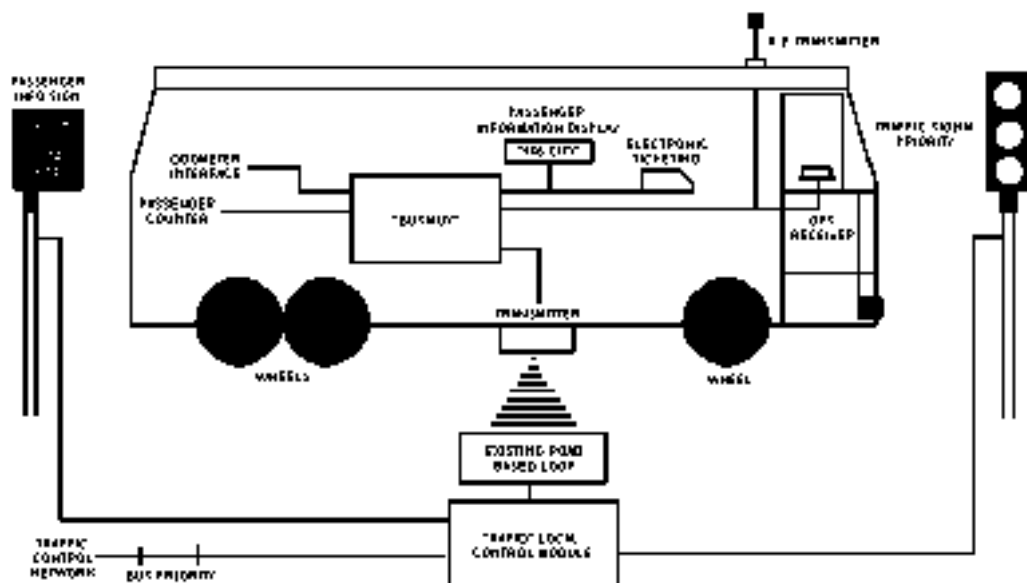 R.F. TRANSMITTER
PASSENGER
INFO SIGN
PASSENGER
INFORMATION DISPLAY
ELECTRONIC
TICKETING
TRAFFIC SIGNAL
PRIORITY
ODOMETER
INTERFACE
PASSENGER
COUNTER
GPS
RECEIVER
TRANSMITTER
WHEELS
WHEEL
EXISTING ROAD
BASED LOOP
TRAFFIC LOCAL
CONTROL MODULE
TRAFFIC
CONTROL
NETWORK
BUS PRIORITY